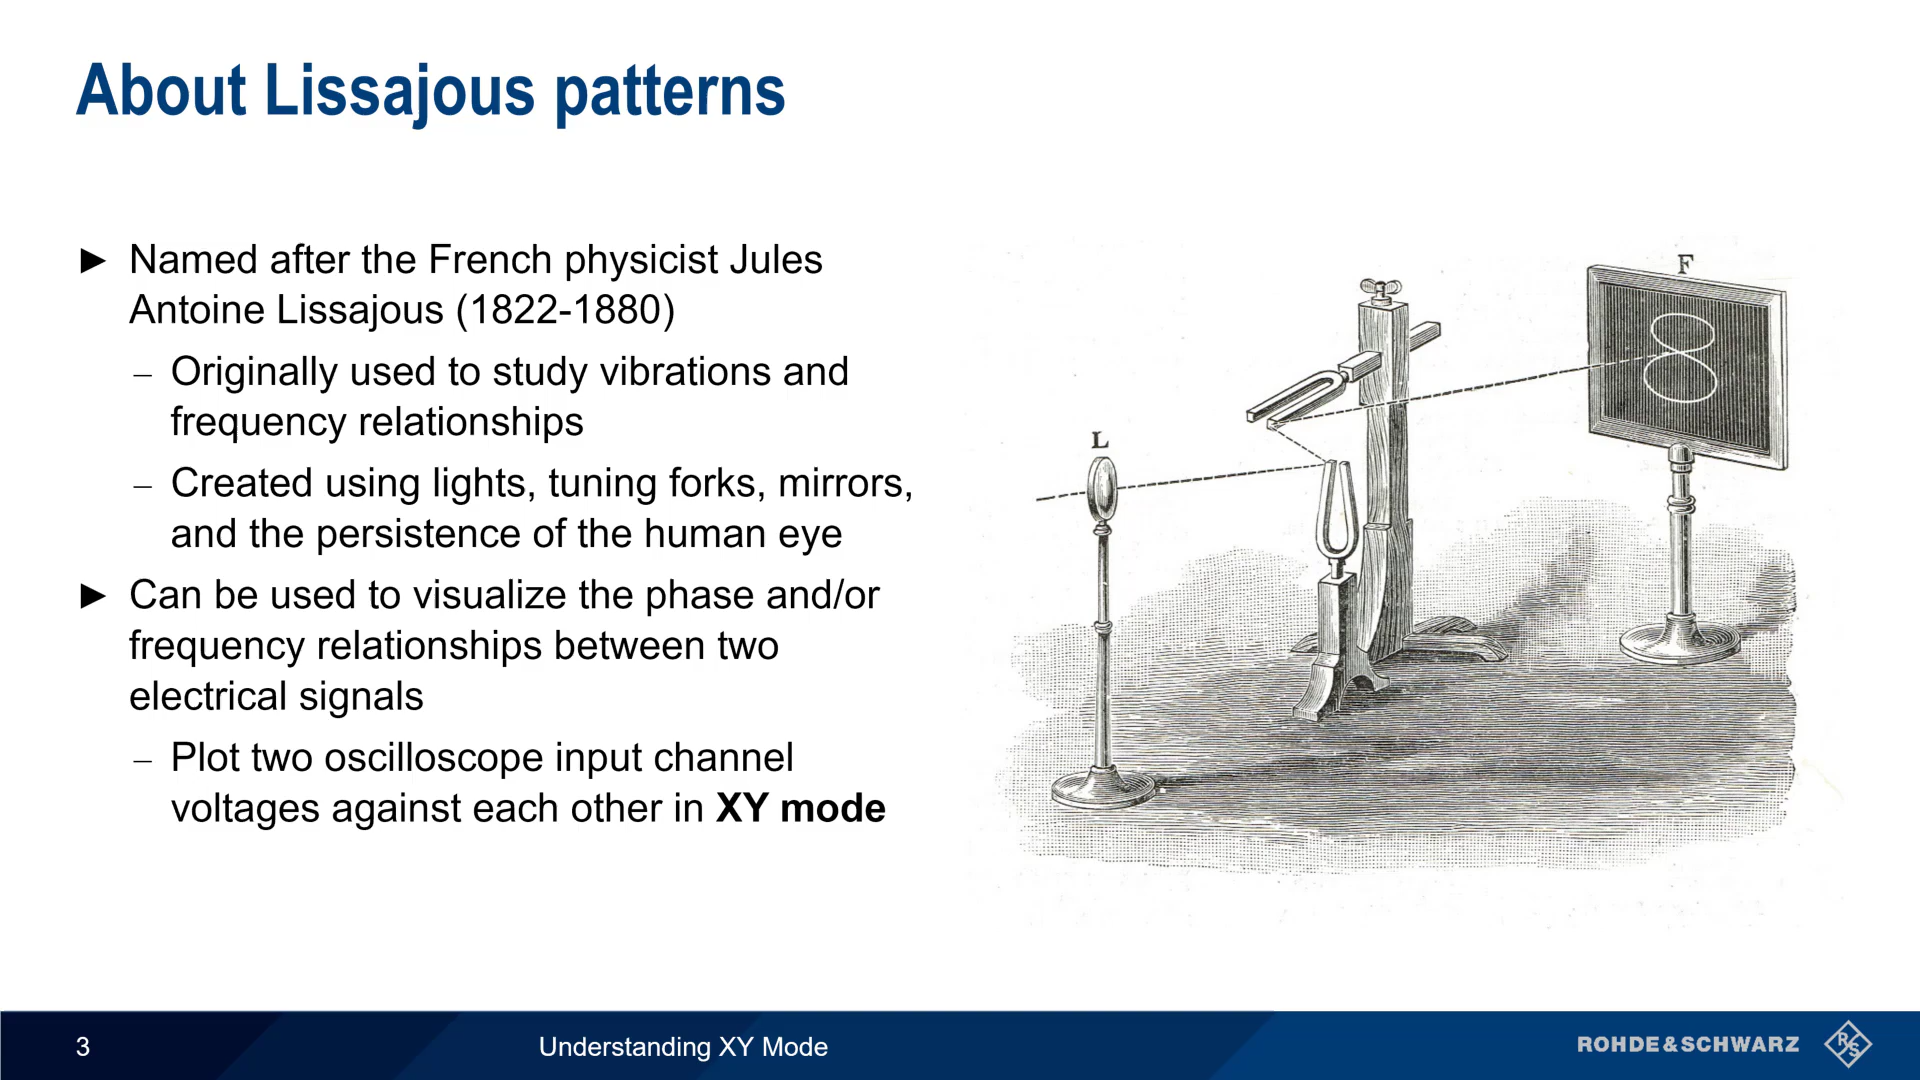 About Lissajous patterns
► Named after the French physicist Jules
Antoine Lissajous (1822-1880)
– Originally used to study vibrations and
frequency relationships
– Created using lights, tuning forks, mirrors,
and the persistence of the human eye
► Can be used to visualize the phase and/or
frequency relationships between two
electrical signals
– Plot two oscilloscope input channel
voltages against each other in XY mode
F
L
3
Understanding XY Mode
ROHDE&SCHWARZ
R
S